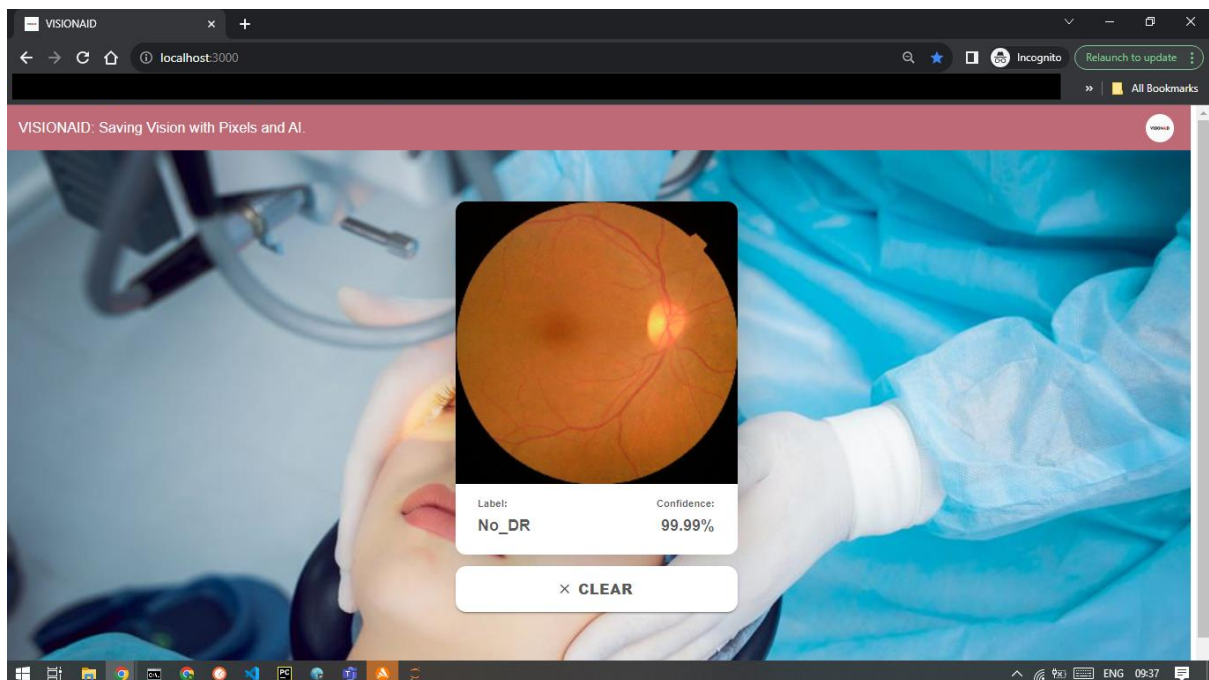 VISIONAID
localhost:3000
Incognito
Relaunch to update
All Bookmarks
VISIONAID: Saving Vision with Pixels and AI.
VISIONAID
Label:
Confidence:
No_DR
99.99%
× CLEAR
ENG
09:37